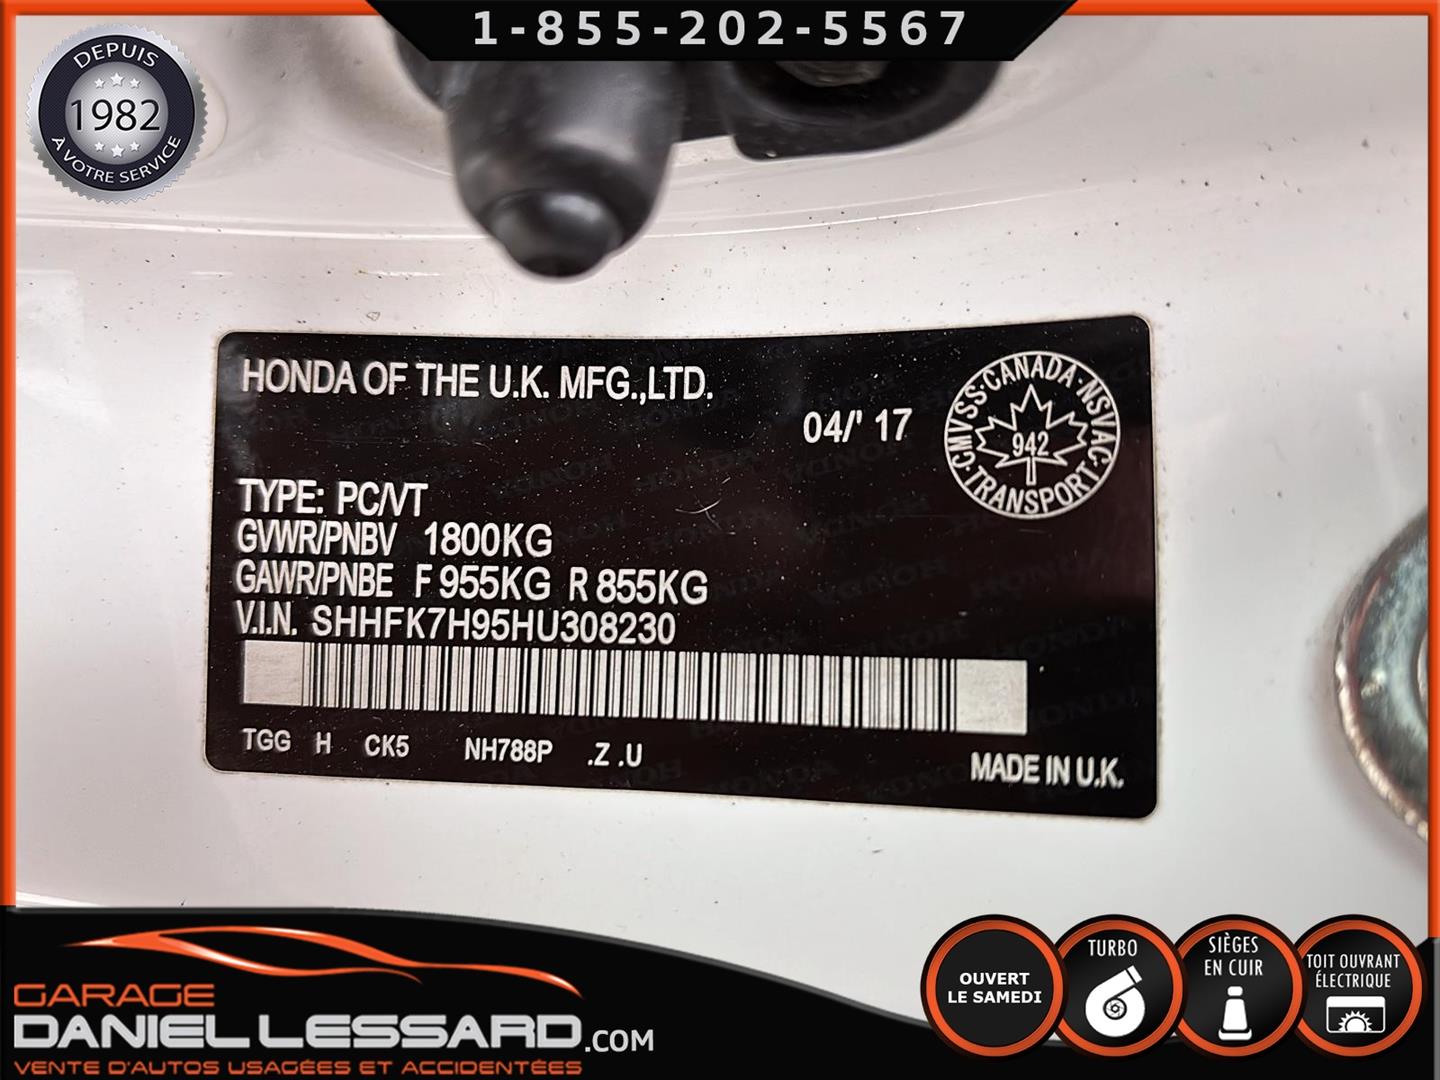 1-855-202-5567
DEPUIS
1982
A VOTRE SERVICE
HONDA OF THE U.K. MFG.,LTD.
04/' 17
CMVSS·CANADA·NSVAC·TRANSPORT·
942
TYPE: PC/VT
GVWR/PNBV 1800KG
GAWR/PNBE F 955KG R 855KG
V.I.N. SHHFK7H95HU308230
TGG H CK5 NH788P .Z .U
MADE IN U.K.
GARAGE
DANIEL LESSARD.COM
VENTE D'AUTOS USAGÉES ET ACCIDENTÉES
OUVERT
LE SAMEDI
TURBO
SIÈGES
EN CUIR
TOIT OUVRANT
ÉLECTRIQUE